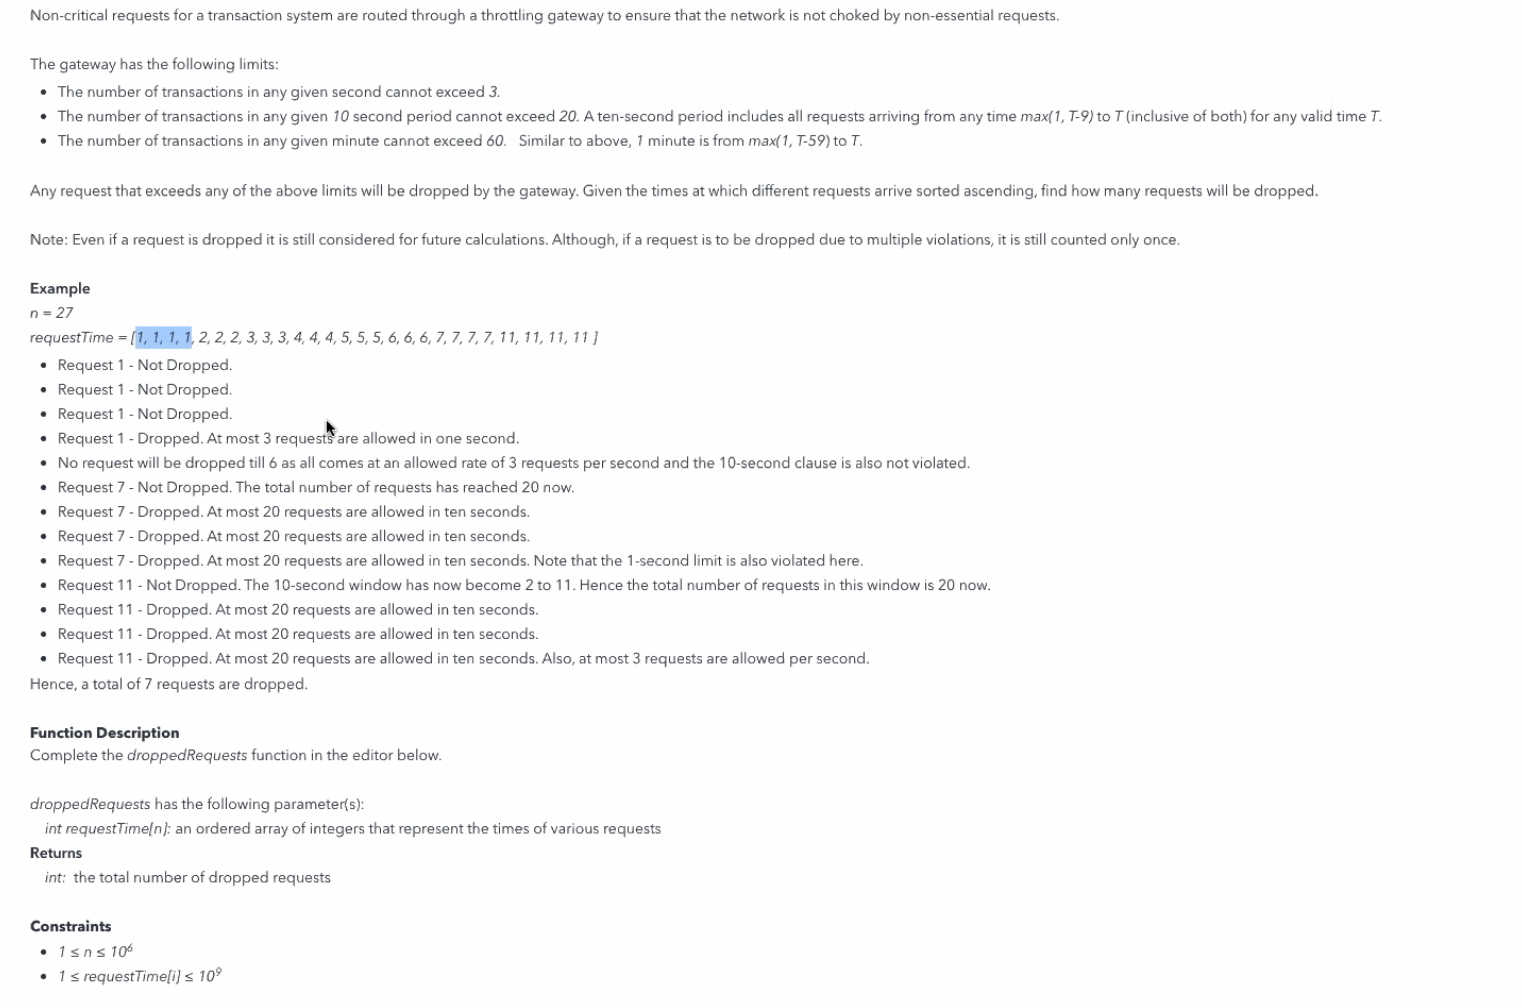 Non-critical requests for a transaction system are routed through a throttling gateway to ensure that the network is not choked by non-essential requests.
The gateway has the following limits:
• The number of transactions in any given second cannot exceed 3.
• The number of transactions in any given 10 second period cannot exceed 20. A ten-second period includes all requests arriving from any time max(1, T-9) to T (inclusive of both) for any valid time T.
• The number of transactions in any given minute cannot exceed 60. Similar to above, 1 minute is from max(1, T-59) to T.
Any request that exceeds any of the above limits will be dropped by the gateway. Given the times at which different requests arrive sorted ascending, find how many requests will be dropped.
Note: Even if a request is dropped it is still considered for future calculations. Although, if a request is to be dropped due to multiple violations, it is still counted only once.
Example
n = 27
requestTime = [1, 1, 1, 1, 2, 2, 2, 3, 3, 3, 4, 4, 4, 5, 5, 5, 6, 6, 6, 7, 7, 7, 7, 11, 11, 11, 11 ]
• Request 1 - Not Dropped.
• Request 1 - Not Dropped.
• Request 1 - Not Dropped.
• Request 1 - Dropped. At most 3 requests are allowed in one second.
• No request will be dropped till 6 as all comes at an allowed rate of 3 requests per second and the 10-second clause is also not violated.
• Request 7 - Not Dropped. The total number of requests has reached 20 now.
• Request 7 - Dropped. At most 20 requests are allowed in ten seconds.
• Request 7 - Dropped. At most 20 requests are allowed in ten seconds.
• Request 7 - Dropped. At most 20 requests are allowed in ten seconds. Note that the 1-second limit is also violated here.
• Request 11 - Not Dropped. The 10-second window has now become 2 to 11. Hence the total number of requests in this window is 20 now.
• Request 11 - Dropped. At most 20 requests are allowed in ten seconds.
• Request 11 - Dropped. At most 20 requests are allowed in ten seconds.
• Request 11 - Dropped. At most 20 requests are allowed in ten seconds. Also, at most 3 requests are allowed per second.
Hence, a total of 7 requests are dropped.
Function Description
Complete the droppedRequests function in the editor below.
droppedRequests has the following parameter(s):
int requestTime[n]: an ordered array of integers that represent the times of various requests
Returns
int: the total number of dropped requests
Constraints
• 1 ≤ n ≤ 10⁶
• 1 ≤ requestTime[i] ≤ 10⁹